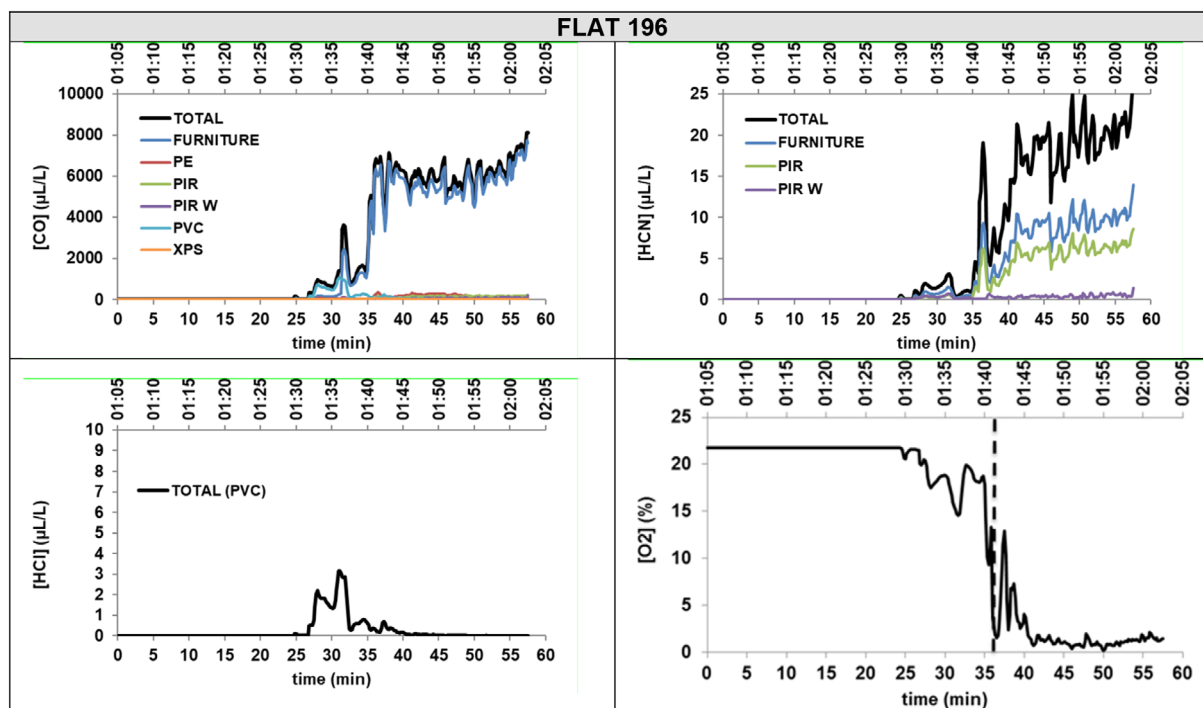 FLAT 196
01:05 01:10 01:15 01:20 01:25 01:30 01:35 01:40 01:45 01:50 01:55 02:00 02:05
10000
8000
6000
4000
2000
0
[CO] (µL/L)
TOTAL
FURNITURE
PE
PIR
PIR W
PVC
XPS
0 5 10 15 20 25 30 35 40 45 50 55 60
time (min)
01:05 01:10 01:15 01:20 01:25 01:30 01:35 01:40 01:45 01:50 01:55 02:00 02:05
25
20
15
10
5
0
[HCN] (µL/L)
TOTAL
FURNITURE
PIR
PIR W
0 5 10 15 20 25 30 35 40 45 50 55 60
time (min)
01:05 01:10 01:15 01:20 01:25 01:30 01:35 01:40 01:45 01:50 01:55 02:00 02:05
10
9
8
7
6
5
4
3
2
1
0
[HCl] (µL/L)
TOTAL (PVC)
0 5 10 15 20 25 30 35 40 45 50 55 60
time (min)
01:05 01:10 01:15 01:20 01:25 01:30 01:35 01:40 01:45 01:50 01:55 02:00 02:05
25
20
15
10
5
0
[O2] (%)
0 5 10 15 20 25 30 35 40 45 50 55 60
time (min)